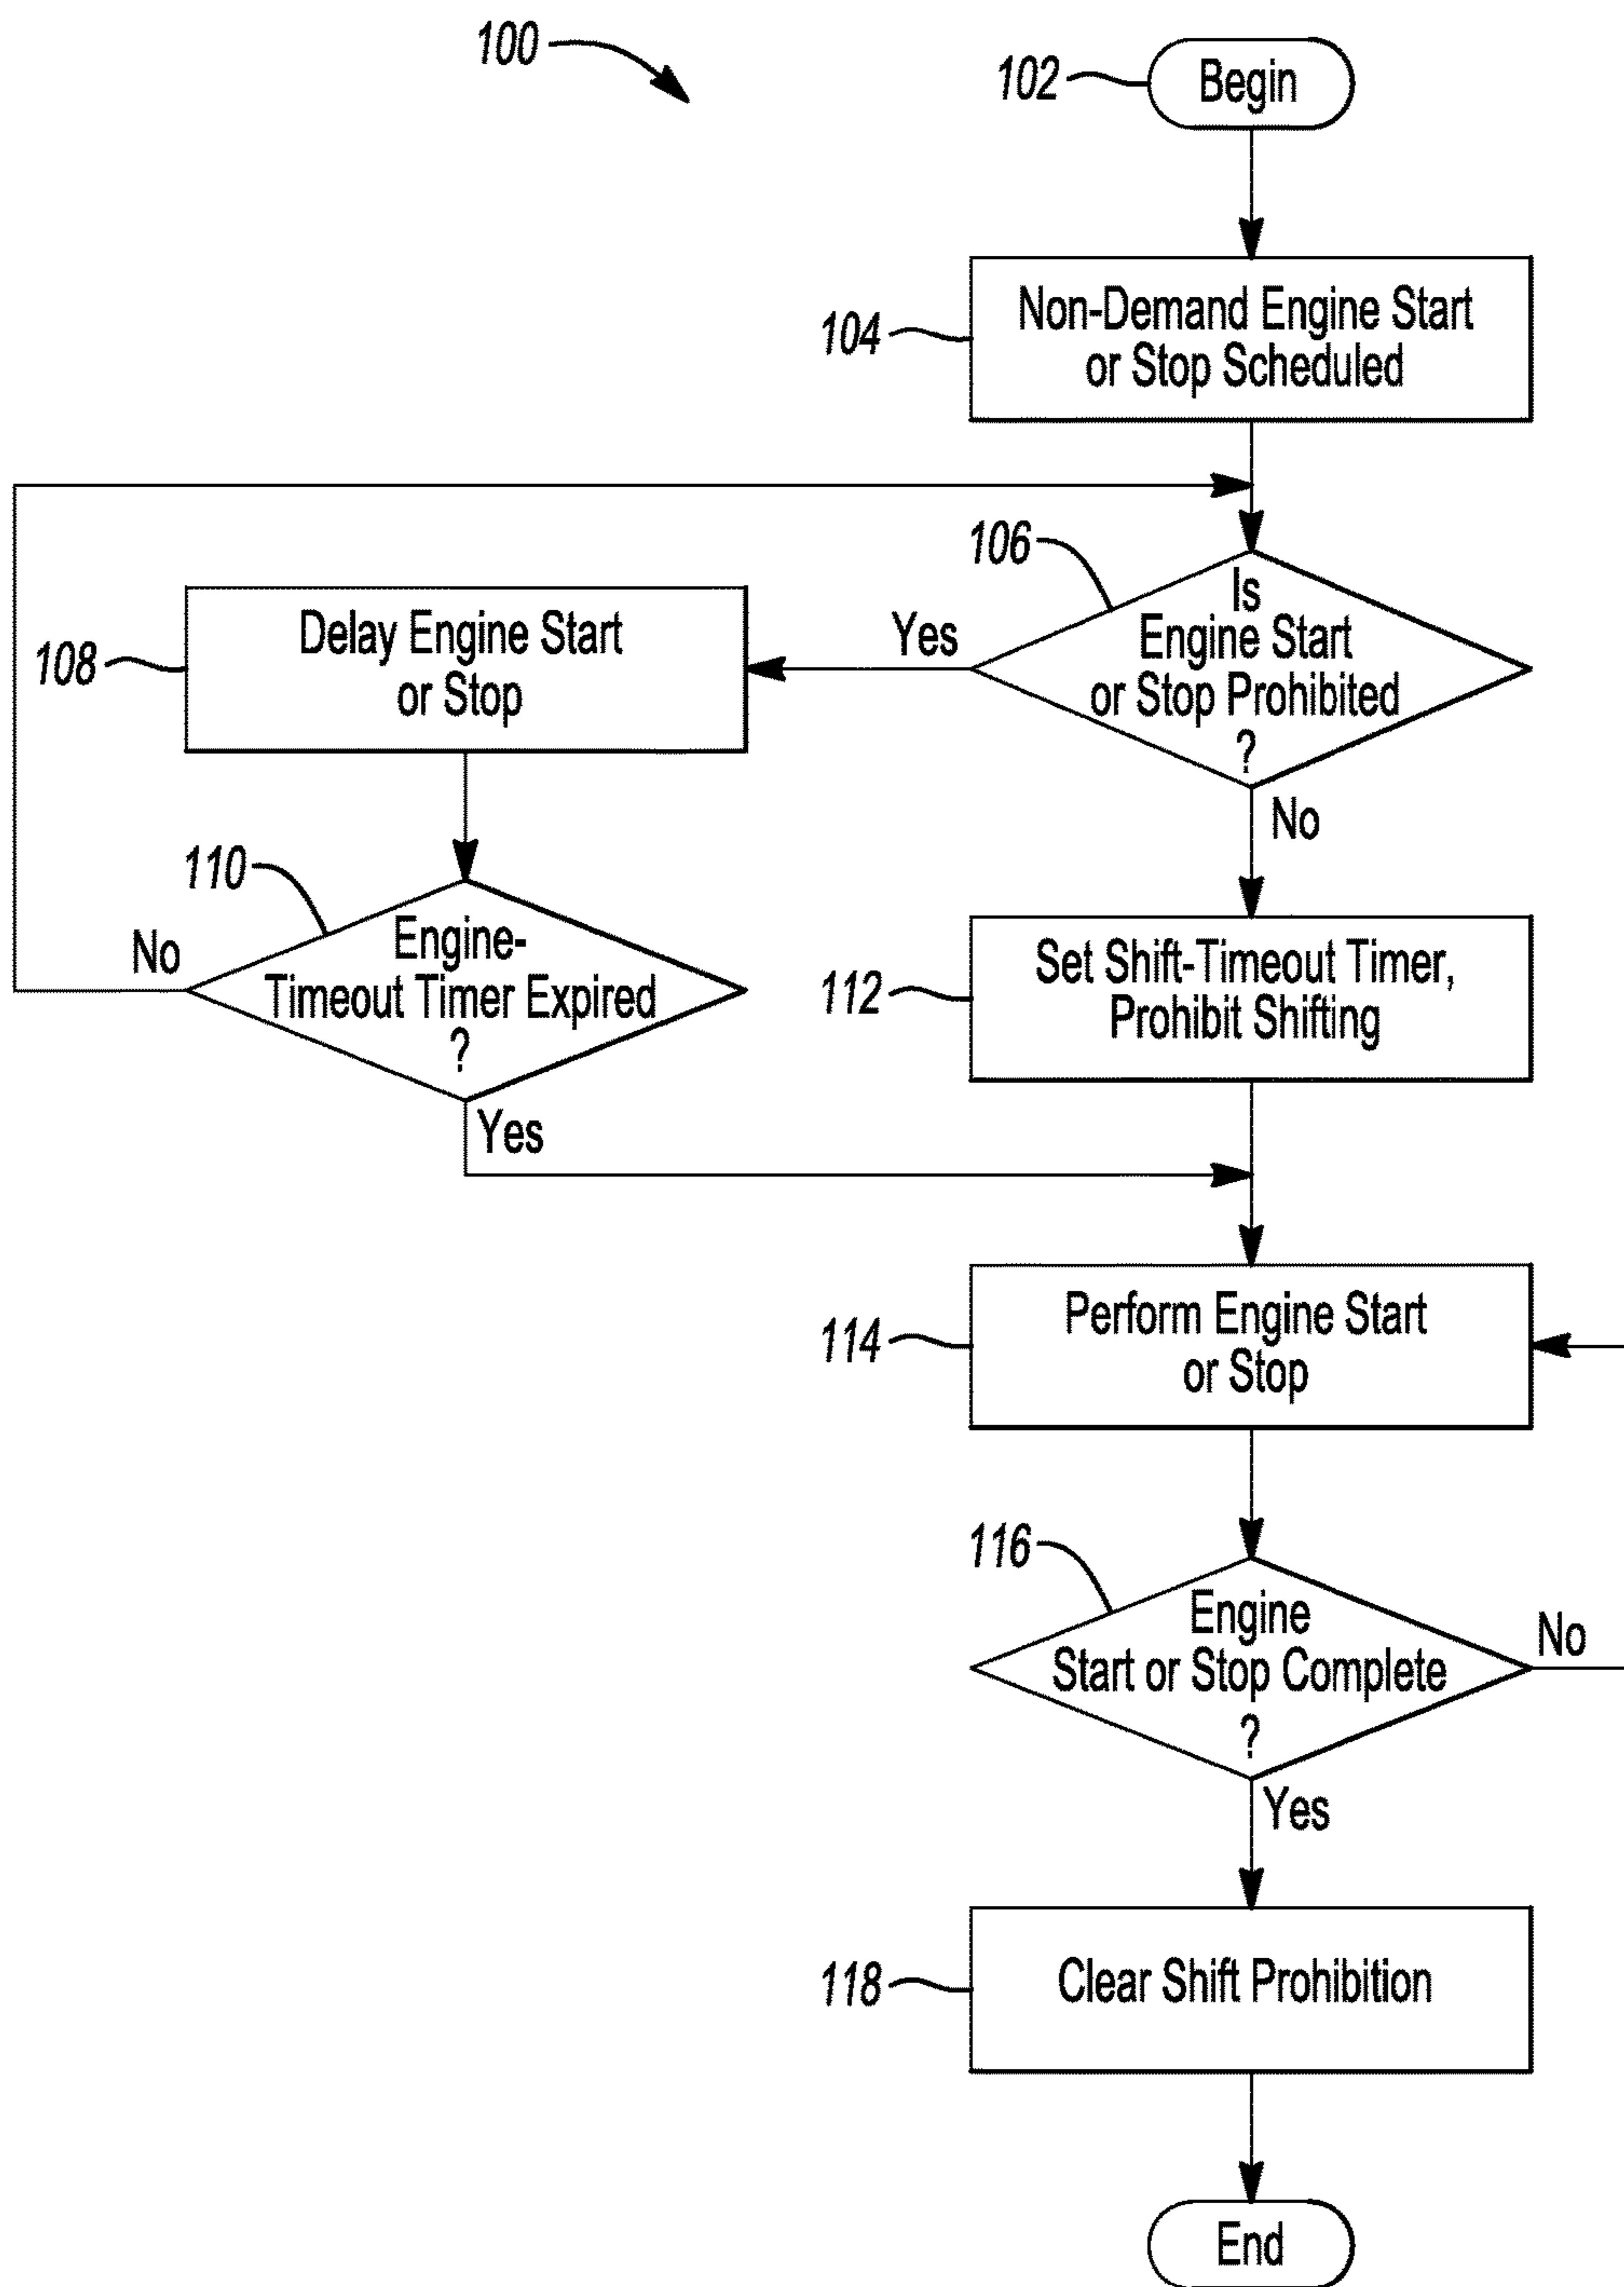 100
102
Begin
104
Non-Demand Engine Start
or Stop Scheduled
106
Is
Engine Start
or Stop Prohibited
?
Yes
No
108
Delay Engine Start
or Stop
110
Engine-
Timeout Timer Expired
?
No
Yes
112
Set Shift-Timeout Timer,
Prohibit Shifting
114
Perform Engine Start
or Stop
116
Engine
Start or Stop Complete
?
No
Yes
118
Clear Shift Prohibition
End